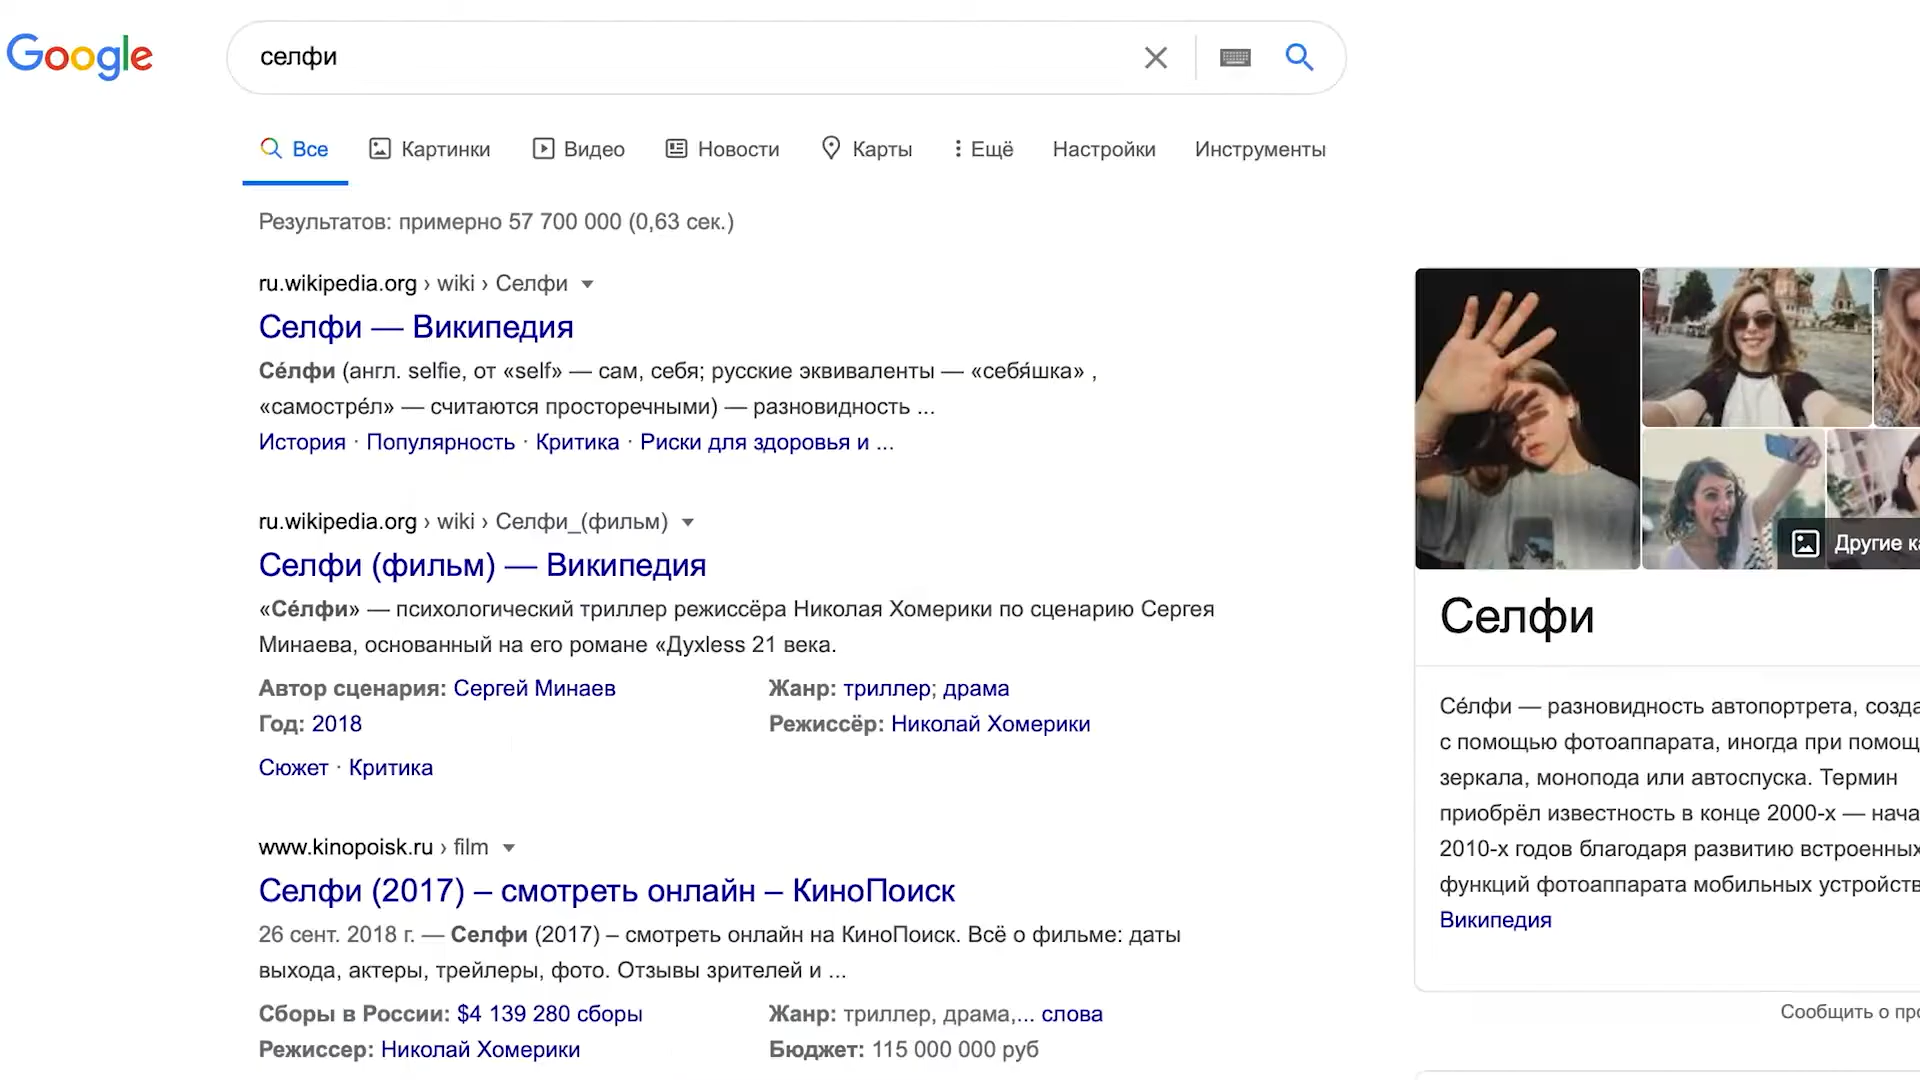 Google
селфи
Все
Картинки
Видео
Новости
Карты
Ещё
Настройки
Инструменты
Результатов: примерно 57 700 000 (0,63 сек.)
ru.wikipedia.org › wiki › Селфи
Селфи — Википедия
Се́лфи (англ. selfie, от «self» — сам, себя; русские эквиваленты — «себя́шка» ,
«самостре́л» — считаются просторечными) — разновидность ...
История · Популярность · Критика · Риски для здоровья и ...
ru.wikipedia.org › wiki › Селфи_(фильм)
Селфи (фильм) — Википедия
«Се́лфи» — психологический триллер режиссёра Николая Хомерики по сценарию Сергея
Минаева, основанный на его романе «Духless 21 века.
Автор сценария: Сергей Минаев
Жанр: триллер; драма
Год: 2018
Режиссёр: Николай Хомерики
Сюжет · Критика
www.kinopoisk.ru › film
Селфи (2017) – смотреть онлайн – КиноПоиск
26 сент. 2018 г. — Селфи (2017) – смотреть онлайн на КиноПоиск. Всё о фильме: даты
выхода, актеры, трейлеры, фото. Отзывы зрителей и ...
Сборы в России: $4 139 280 сборы
Жанр: триллер, драма,... слова
Режиссер: Николай Хомерики
Бюджет: 115 000 000 руб
Другие
Селфи
Се́лфи — разновидность автопортрета,
с помощью фотоаппарата, иногда при
зеркала, монопода или автоспуска. Термин
приобрёл известность в конце 2000-х —
2010-х годов благодаря развитию встроенных
функций фотоаппарата мобильных устройств
Википедия
Сообщить о